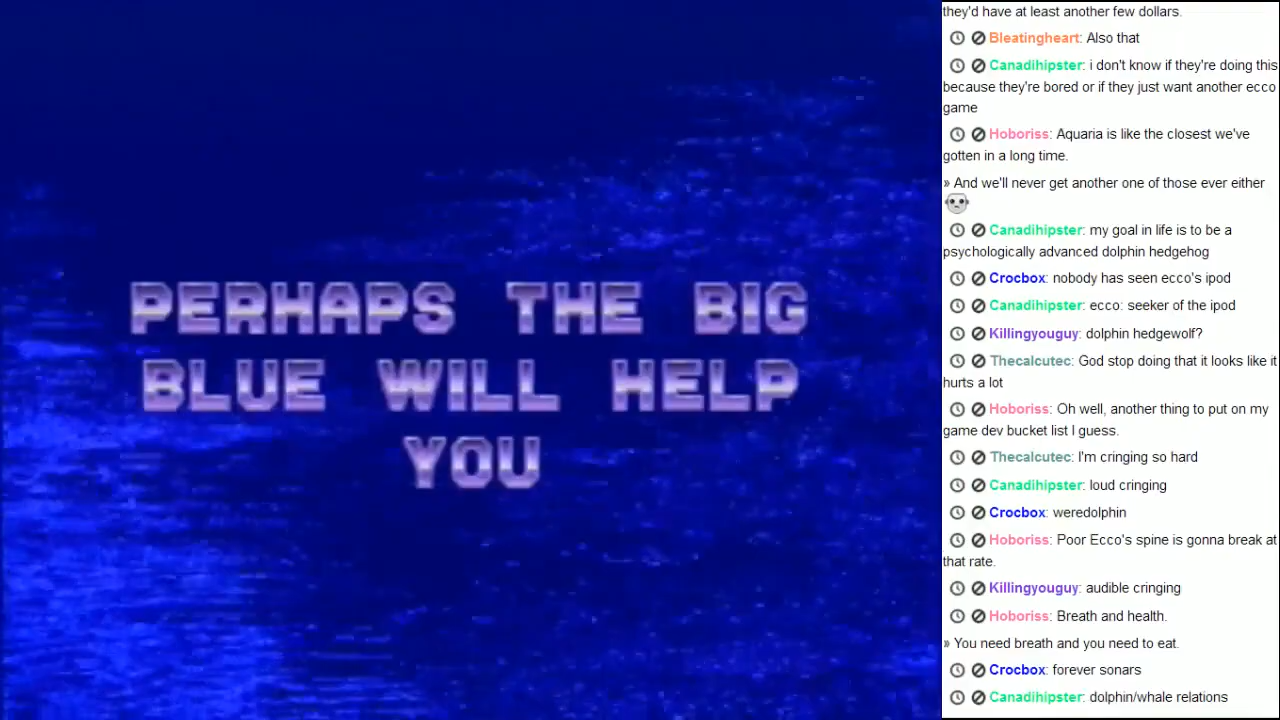 PERHAPS THE BIG
BLUE WILL HELP
YOU
they'd have at least another few dollars.
Bleatingheart: Also that
Canadihipster: i don't know if they're doing this
because they're bored or if they just want another ecco
game
Hoboriss: Aquaria is like the closest we've
gotten in a long time.
» And we'll never get another one of those ever either
Canadihipster: my goal in life is to be a
psychologically advanced dolphin hedgehog
Crocbox: nobody has seen ecco's ipod
Canadihipster: ecco: seeker of the ipod
Killingyouguy: dolphin hedgewolf?
Thecalcutec: God stop doing that it looks like it
hurts a lot
Hoboriss: Oh well, another thing to put on my
game dev bucket list I guess.
Thecalcutec: I'm cringing so hard
Canadihipster: loud cringing
Crocbox: weredolphin
Hoboriss: Poor Ecco's spine is gonna break at
that rate.
Killingyouguy: audible cringing
Hoboriss: Breath and health.
» You need breath and you need to eat.
Crocbox: forever sonars
Canadihipster: dolphin/whale relations